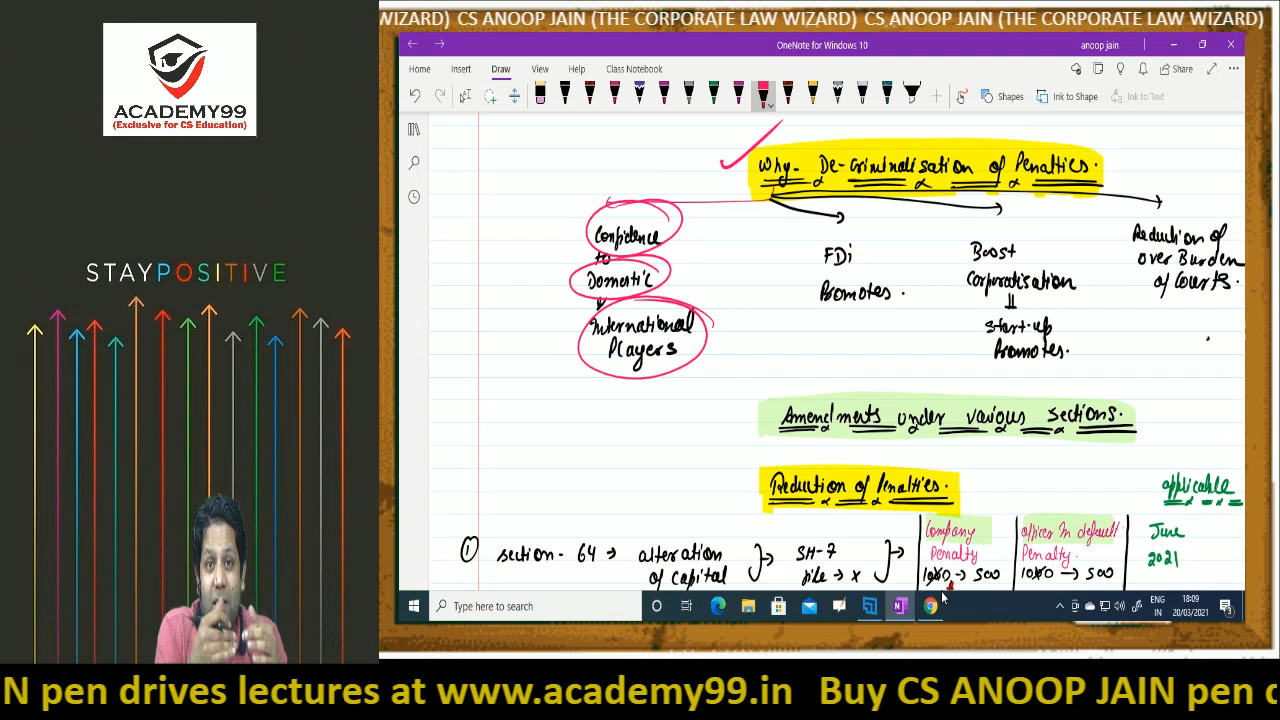 WIZARD) CS ANOOP JAIN (THE CORPORATE LAW WIZARD) CS ANOOP JAIN (THE CORPORATE LAW WIZARD)
ACADEMY99
(Exclusive for CS Education)
STAYPOSITIVE
OneNote for Windows 10
anoop jain
Home Insert Draw View Help Class Notebook
Share
Shapes Ink to Shape Ink to Text
Why- De-Criminalisation of Penalties.
Confidence
to
Domestic
International
Players
FDi
Promotes.
Boost
Corporatisation
Start-up
Promotes.
Reduction of
over Burden
of Courts.
Amendments under various sections.
Reduction of Penalties.
applicable
June
2021
① section - 64 → alteration
of capital
SH-7
file → x
Company
Penalty
1000 → 500
officer in default
Penalty.
1000 → 500
Type here to search
ENG
IN
18:09
20/03/2021
3
N pen drives lectures at www.academy99.in Buy CS ANOOP JAIN pen